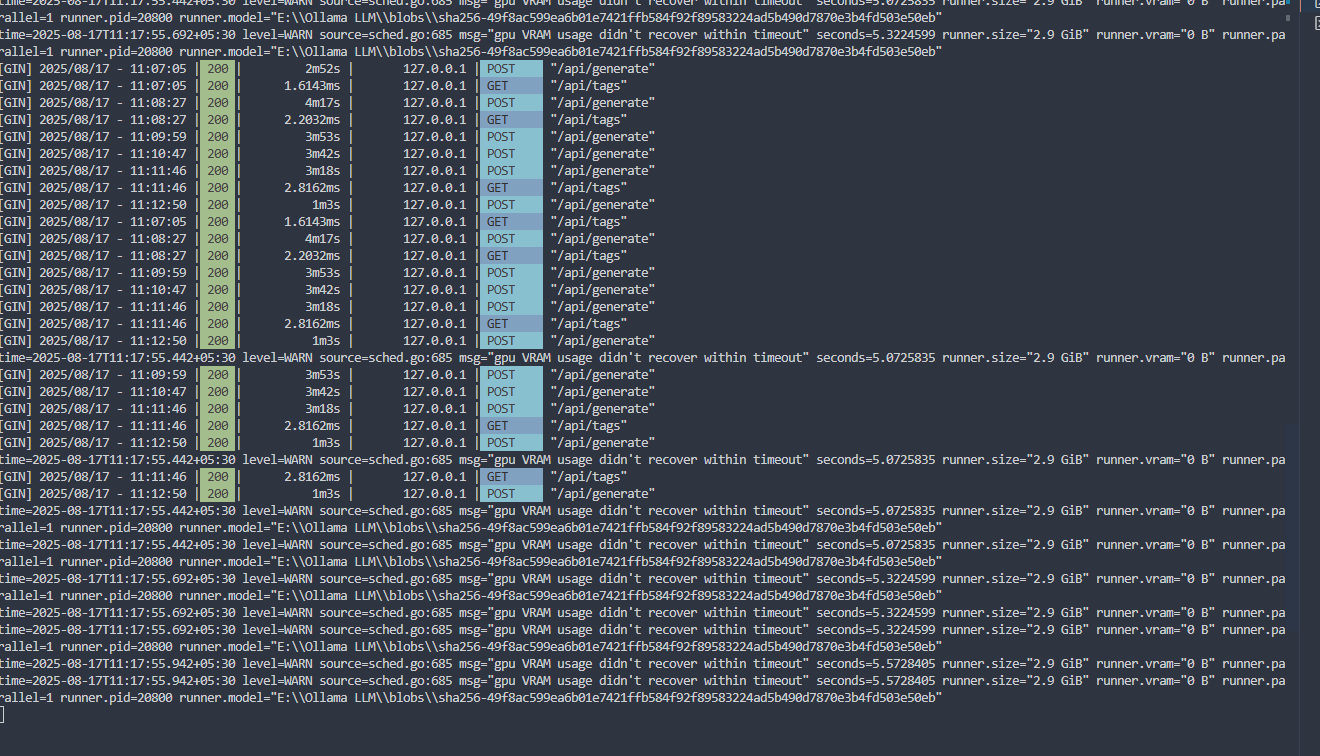 time=2025-08-17T11:17:55.442+05:30 level=WARN source=sched.go:685 msg="gpu VRAM usage didn't recover within timeout" seconds=5.0725835 runner.size="2.9 GiB" runner.vram="0 B" runner.pa
rallel=1 runner.pid=20800 runner.model="E:\\Ollama LLM\\blobs\\sha256-49f8ac599ea6b01e7421ffb584f92f89583224ad5b490d7870e3b4fd503e50eb"
time=2025-08-17T11:17:55.692+05:30 level=WARN source=sched.go:685 msg="gpu VRAM usage didn't recover within timeout" seconds=5.3224599 runner.size="2.9 GiB" runner.vram="0 B" runner.pa
rallel=1 runner.pid=20800 runner.model="E:\\Ollama LLM\\blobs\\sha256-49f8ac599ea6b01e7421ffb584f92f89583224ad5b490d7870e3b4fd503e50eb"
[GIN] 2025/08/17 - 11:07:05 | 200 | 2m52s | 127.0.0.1 | POST "/api/generate"
[GIN] 2025/08/17 - 11:07:05 | 200 | 1.6143ms | 127.0.0.1 | GET "/api/tags"
[GIN] 2025/08/17 - 11:08:27 | 200 | 4m17s | 127.0.0.1 | POST "/api/generate"
[GIN] 2025/08/17 - 11:08:27 | 200 | 2.2032ms | 127.0.0.1 | GET "/api/tags"
[GIN] 2025/08/17 - 11:09:59 | 200 | 3m53s | 127.0.0.1 | POST "/api/generate"
[GIN] 2025/08/17 - 11:10:47 | 200 | 3m42s | 127.0.0.1 | POST "/api/generate"
[GIN] 2025/08/17 - 11:11:46 | 200 | 3m18s | 127.0.0.1 | POST "/api/generate"
[GIN] 2025/08/17 - 11:11:46 | 200 | 2.8162ms | 127.0.0.1 | GET "/api/tags"
[GIN] 2025/08/17 - 11:12:50 | 200 | 1m3s | 127.0.0.1 | POST "/api/generate"
[GIN] 2025/08/17 - 11:07:05 | 200 | 1.6143ms | 127.0.0.1 | GET "/api/tags"
[GIN] 2025/08/17 - 11:08:27 | 200 | 4m17s | 127.0.0.1 | POST "/api/generate"
[GIN] 2025/08/17 - 11:08:27 | 200 | 2.2032ms | 127.0.0.1 | GET "/api/tags"
[GIN] 2025/08/17 - 11:09:59 | 200 | 3m53s | 127.0.0.1 | POST "/api/generate"
[GIN] 2025/08/17 - 11:10:47 | 200 | 3m42s | 127.0.0.1 | POST "/api/generate"
[GIN] 2025/08/17 - 11:11:46 | 200 | 3m18s | 127.0.0.1 | POST "/api/generate"
[GIN] 2025/08/17 - 11:11:46 | 200 | 2.8162ms | 127.0.0.1 | GET "/api/tags"
[GIN] 2025/08/17 - 11:12:50 | 200 | 1m3s | 127.0.0.1 | POST "/api/generate"
time=2025-08-17T11:17:55.442+05:30 level=WARN source=sched.go:685 msg="gpu VRAM usage didn't recover within timeout" seconds=5.0725835 runner.size="2.9 GiB" runner.vram="0 B" runner.pa
[GIN] 2025/08/17 - 11:09:59 | 200 | 3m53s | 127.0.0.1 | POST "/api/generate"
[GIN] 2025/08/17 - 11:10:47 | 200 | 3m42s | 127.0.0.1 | POST "/api/generate"
[GIN] 2025/08/17 - 11:11:46 | 200 | 3m18s | 127.0.0.1 | POST "/api/generate"
[GIN] 2025/08/17 - 11:11:46 | 200 | 2.8162ms | 127.0.0.1 | GET "/api/tags"
[GIN] 2025/08/17 - 11:12:50 | 200 | 1m3s | 127.0.0.1 | POST "/api/generate"
time=2025-08-17T11:17:55.442+05:30 level=WARN source=sched.go:685 msg="gpu VRAM usage didn't recover within timeout" seconds=5.0725835 runner.size="2.9 GiB" runner.vram="0 B" runner.pa
[GIN] 2025/08/17 - 11:11:46 | 200 | 2.8162ms | 127.0.0.1 | GET "/api/tags"
[GIN] 2025/08/17 - 11:12:50 | 200 | 1m3s | 127.0.0.1 | POST "/api/generate"
time=2025-08-17T11:17:55.442+05:30 level=WARN source=sched.go:685 msg="gpu VRAM usage didn't recover within timeout" seconds=5.0725835 runner.size="2.9 GiB" runner.vram="0 B" runner.pa
rallel=1 runner.pid=20800 runner.model="E:\\Ollama LLM\\blobs\\sha256-49f8ac599ea6b01e7421ffb584f92f89583224ad5b490d7870e3b4fd503e50eb"
time=2025-08-17T11:17:55.442+05:30 level=WARN source=sched.go:685 msg="gpu VRAM usage didn't recover within timeout" seconds=5.0725835 runner.size="2.9 GiB" runner.vram="0 B" runner.pa
rallel=1 runner.pid=20800 runner.model="E:\\Ollama LLM\\blobs\\sha256-49f8ac599ea6b01e7421ffb584f92f89583224ad5b490d7870e3b4fd503e50eb"
time=2025-08-17T11:17:55.692+05:30 level=WARN source=sched.go:685 msg="gpu VRAM usage didn't recover within timeout" seconds=5.3224599 runner.size="2.9 GiB" runner.vram="0 B" runner.pa
rallel=1 runner.pid=20800 runner.model="E:\\Ollama LLM\\blobs\\sha256-49f8ac599ea6b01e7421ffb584f92f89583224ad5b490d7870e3b4fd503e50eb"
time=2025-08-17T11:17:55.692+05:30 level=WARN source=sched.go:685 msg="gpu VRAM usage didn't recover within timeout" seconds=5.3224599 runner.size="2.9 GiB" runner.vram="0 B" runner.pa
time=2025-08-17T11:17:55.692+05:30 level=WARN source=sched.go:685 msg="gpu VRAM usage didn't recover within timeout" seconds=5.3224599 runner.size="2.9 GiB" runner.vram="0 B" runner.pa
rallel=1 runner.pid=20800 runner.model="E:\\Ollama LLM\\blobs\\sha256-49f8ac599ea6b01e7421ffb584f92f89583224ad5b490d7870e3b4fd503e50eb"
time=2025-08-17T11:17:55.942+05:30 level=WARN source=sched.go:685 msg="gpu VRAM usage didn't recover within timeout" seconds=5.5728405 runner.size="2.9 GiB" runner.vram="0 B" runner.pa
time=2025-08-17T11:17:55.942+05:30 level=WARN source=sched.go:685 msg="gpu VRAM usage didn't recover within timeout" seconds=5.5728405 runner.size="2.9 GiB" runner.vram="0 B" runner.pa
rallel=1 runner.pid=20800 runner.model="E:\\Ollama LLM\\blobs\\sha256-49f8ac599ea6b01e7421ffb584f92f89583224ad5b490d7870e3b4fd503e50eb"